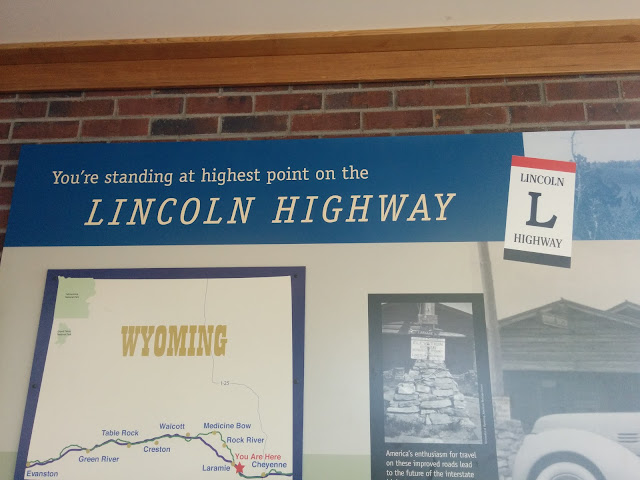 You're standing at highest point on the
LINCOLN HIGHWAY
LINCOLN
L
HIGHWAY
WYOMING
I-25
Medicine Bow
Walcott
Table Rock
Rock River
Creston
Green River
You Are Here
Evanston
Laramie
Cheyenne
America's enthusiasm for travel
on these improved roads lead
to the future of the interstate